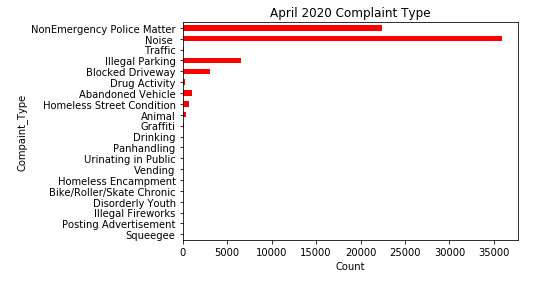 April 2020 Complaint Type
Compaint_Type
NonEmergency Police Matter
Noise
Traffic
Illegal Parking
Blocked Driveway
Drug Activity
Abandoned Vehicle
Homeless Street Condition
Animal
Graffiti
Drinking
Panhandling
Urinating in Public
Vending
Homeless Encampment
Bike/Roller/Skate Chronic
Disorderly Youth
Illegal Fireworks
Posting Advertisement
Squeegee
0 5000 10000 15000 20000 25000 30000 35000
Count